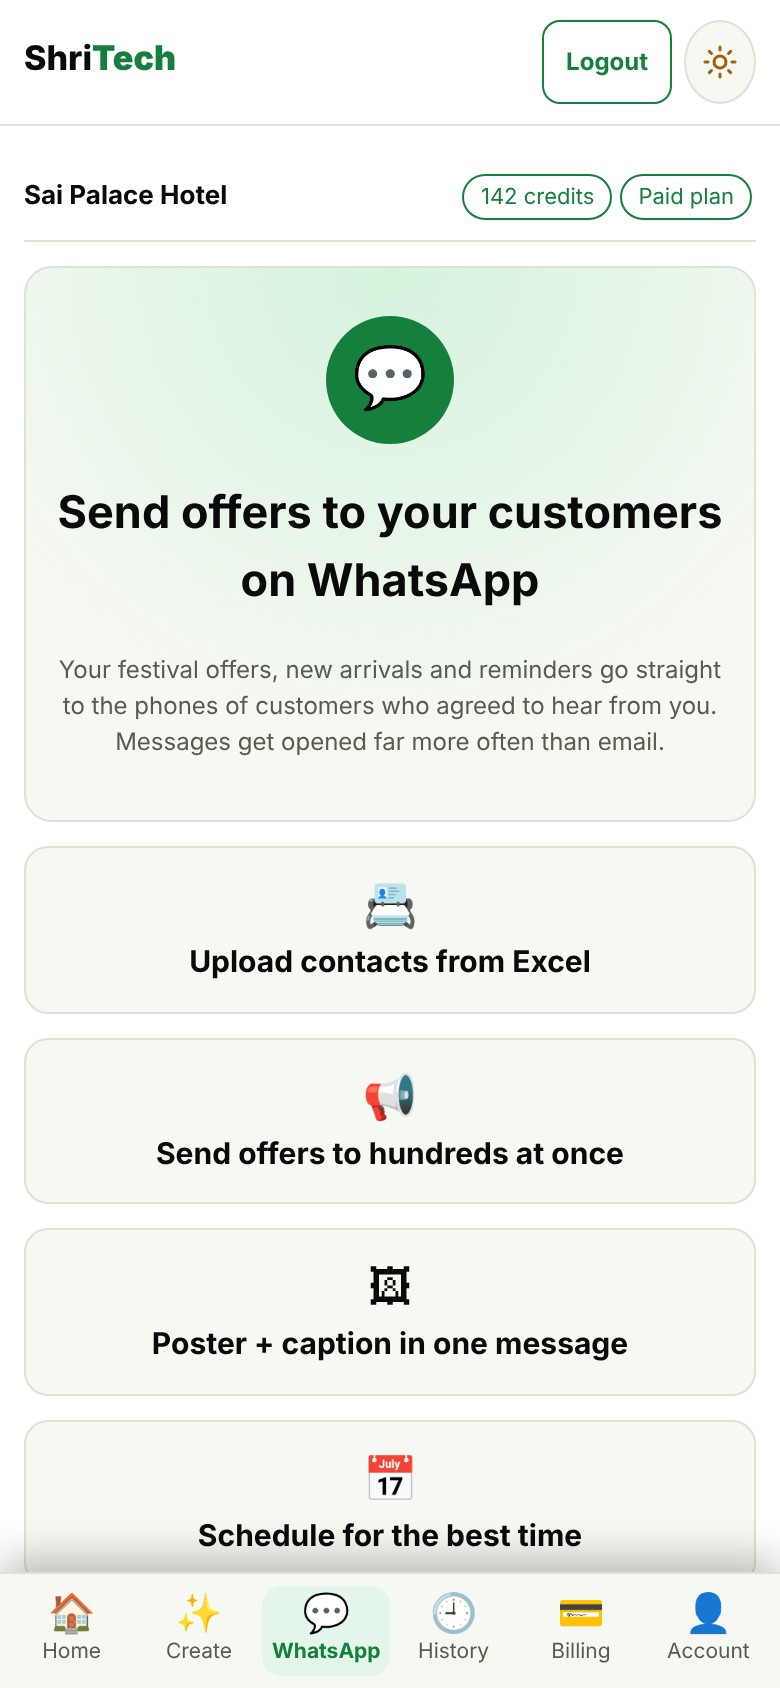 ShriTech
Logout
Sai Palace Hotel
142 credits
Paid plan
Send offers to your customers
on WhatsApp
Your festival offers, new arrivals and reminders go straight
to the phones of customers who agreed to hear from you.
Messages get opened far more often than email.
Upload contacts from Excel
Send offers to hundreds at once
Poster + caption in one message
July
17
Schedule for the best time
Home
Create
WhatsApp
History
Billing
Account